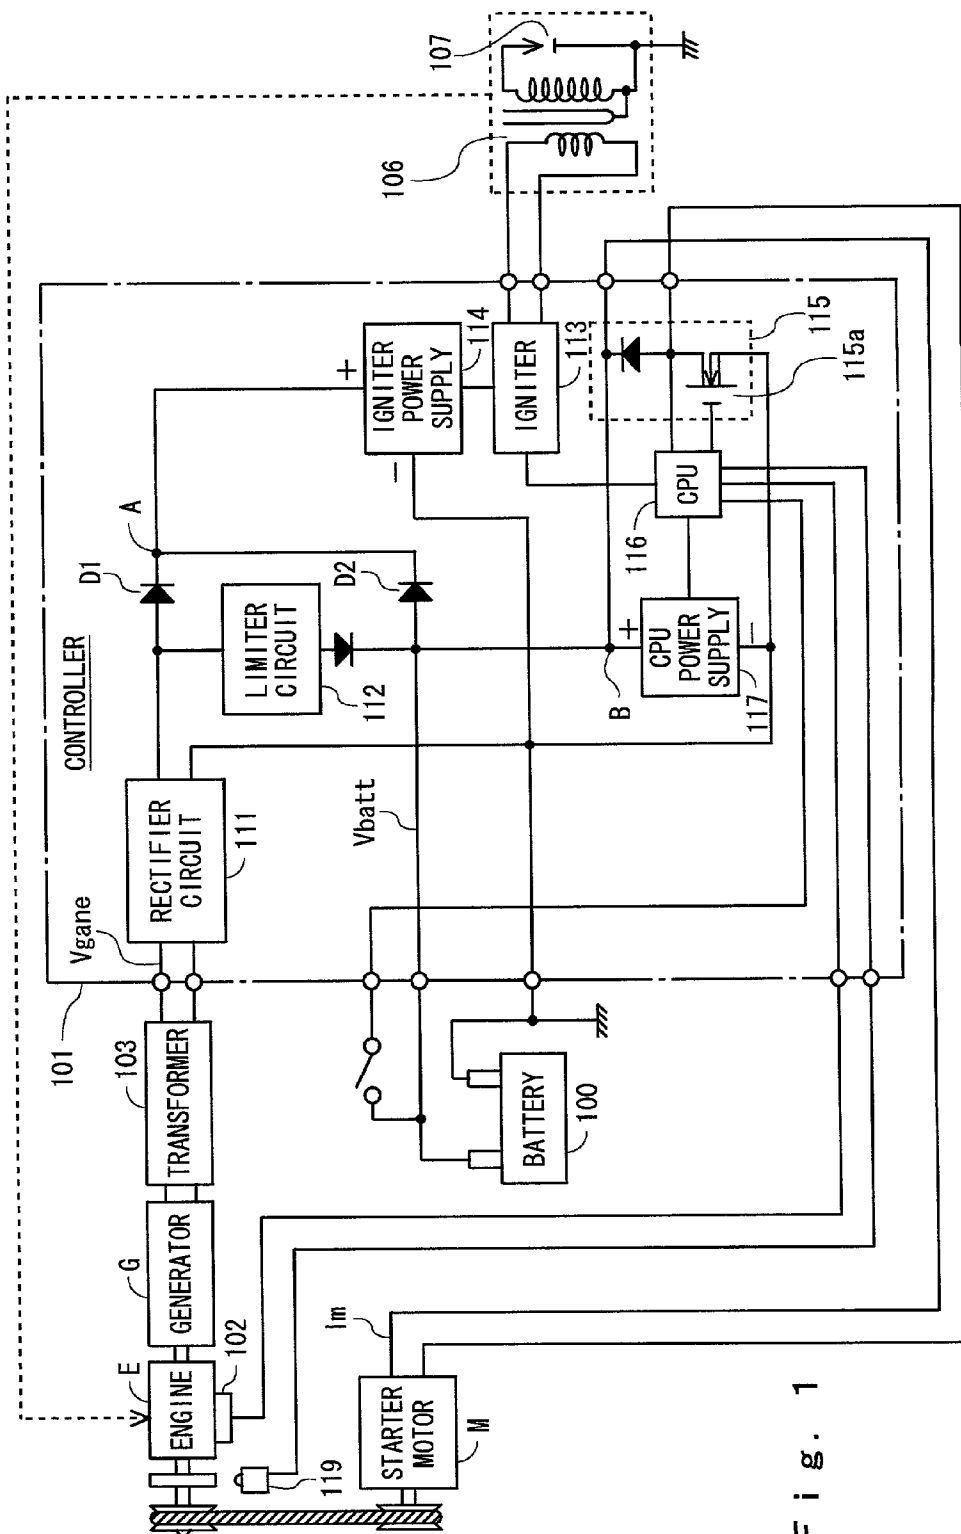 101
CONTROLLER
Vgane
RECTIFIER
CIRCUIT
111
D1
A
LIMITER
CIRCUIT
112
D2
Vbatt
+
IGNITER
POWER
SUPPLY
−
114
IGNITER
113
106
107
115
115a
CPU
116
B
+
CPU
POWER
SUPPLY
−
117
TRANSFORMER
103
GENERATOR
G
ENGINE
E
102
119
BATTERY
100
STARTER
MOTOR
M
Im
Fig. 1